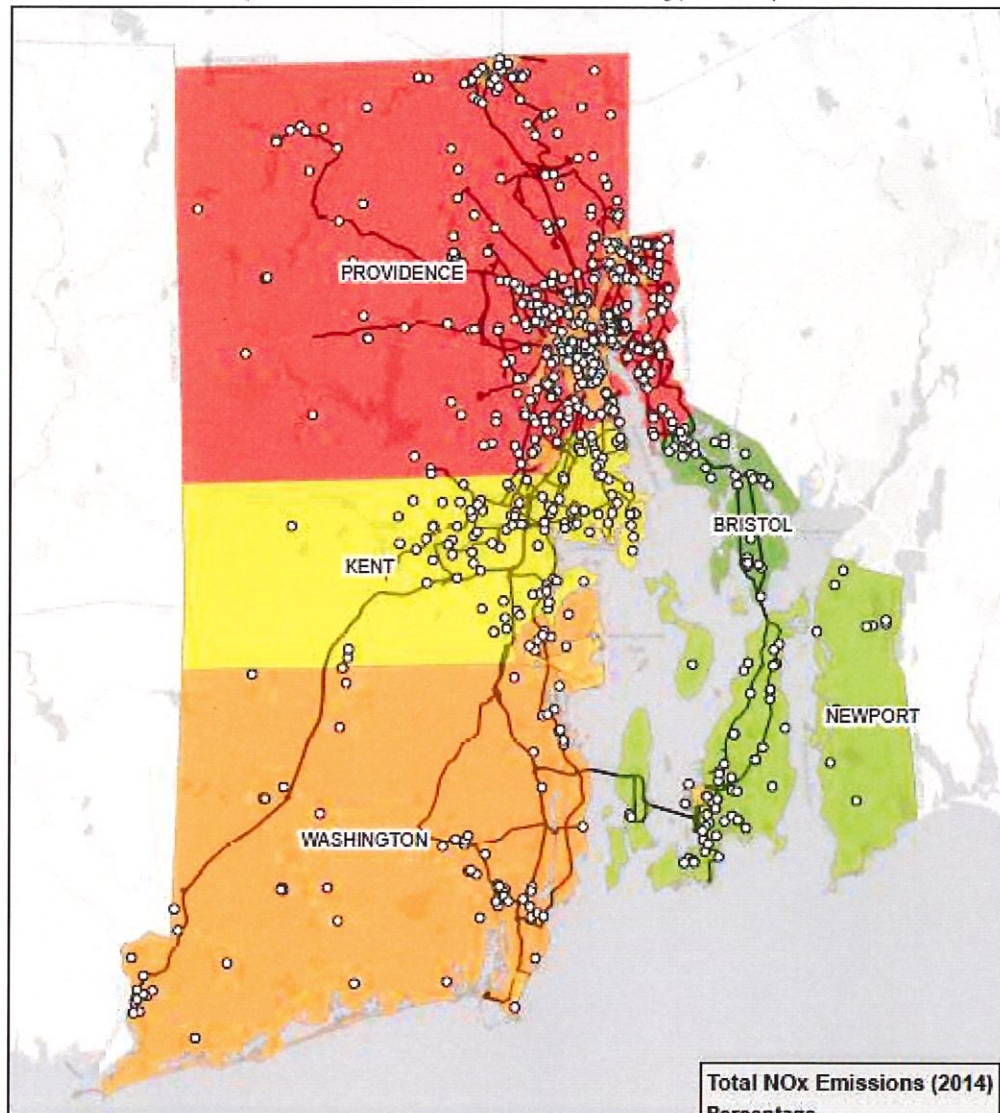 PROVIDENCE
BRISTOL
KENT
NEWPORT
WASHINGTON
Total NOx Emissions (2014)
Percentage